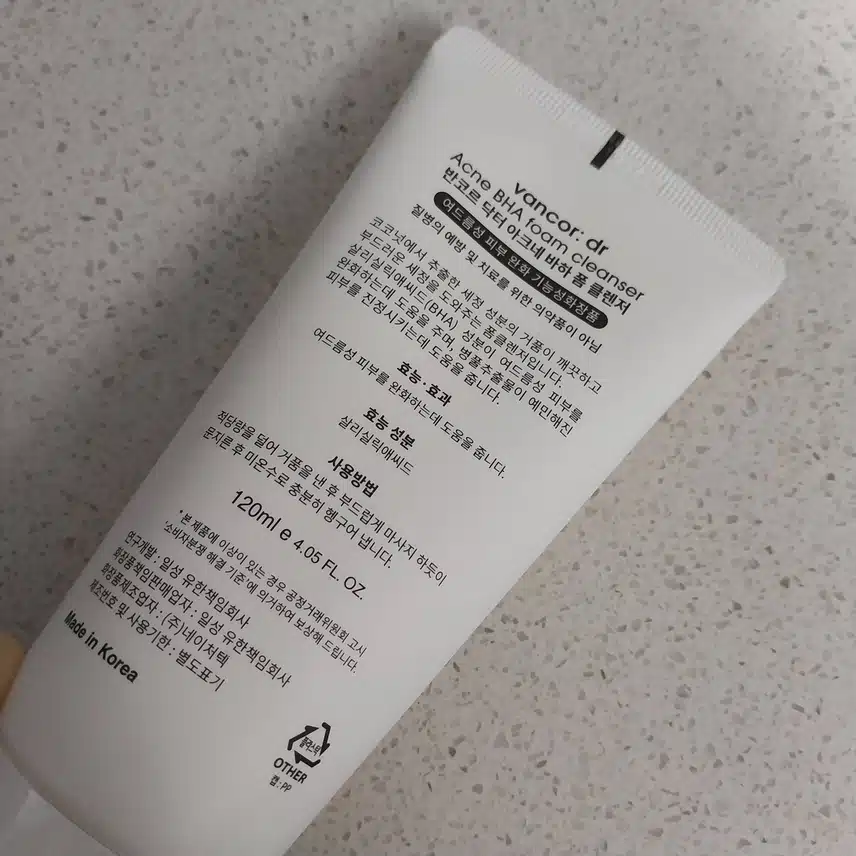 vancor: dr
Acne BHA foam cleanser
반코르 닥터 아크네 바하 폼 클렌저
여드름성 피부 완화 기능성화장품
질병의 예방 및 치료를 위한 의약품이 아님
코코넛에서 추출한 세정 성분의 거품이 깨끗하고
부드러운 세정을 도와주는 폼클렌저입니다.
살리실릭애씨드(BHA) 성분이 여드름성 피부를
완화하는데 도움을 주며, 병풀추출물이 예민해진
피부를 진정시키는데 도움을 줍니다.
효능·효과
여드름성 피부를 완화하는데 도움을 줍니다.
효능 성분
살리실릭애씨드
사용방법
적당량을 덜어 거품을 낸 후 부드럽게 마사지 하듯이
문지른 후 미온수로 충분히 헹구어 냅니다.
120ml e 4.05 FL. OZ.
*본 제품에 이상이 있는 경우 공정거래위원회 고시
'소비자분쟁 해결 기준'에 의거하여 보상해 드립니다.
연구개발 : 일성 유한책임회사
화장품책임판매업자 : 일성 유한책임회사
화장품제조업자 : (주)네이처텍
제조번호 및 사용기한 : 별도표기
Made in Korea
플라스틱
OTHER
캡 : PP